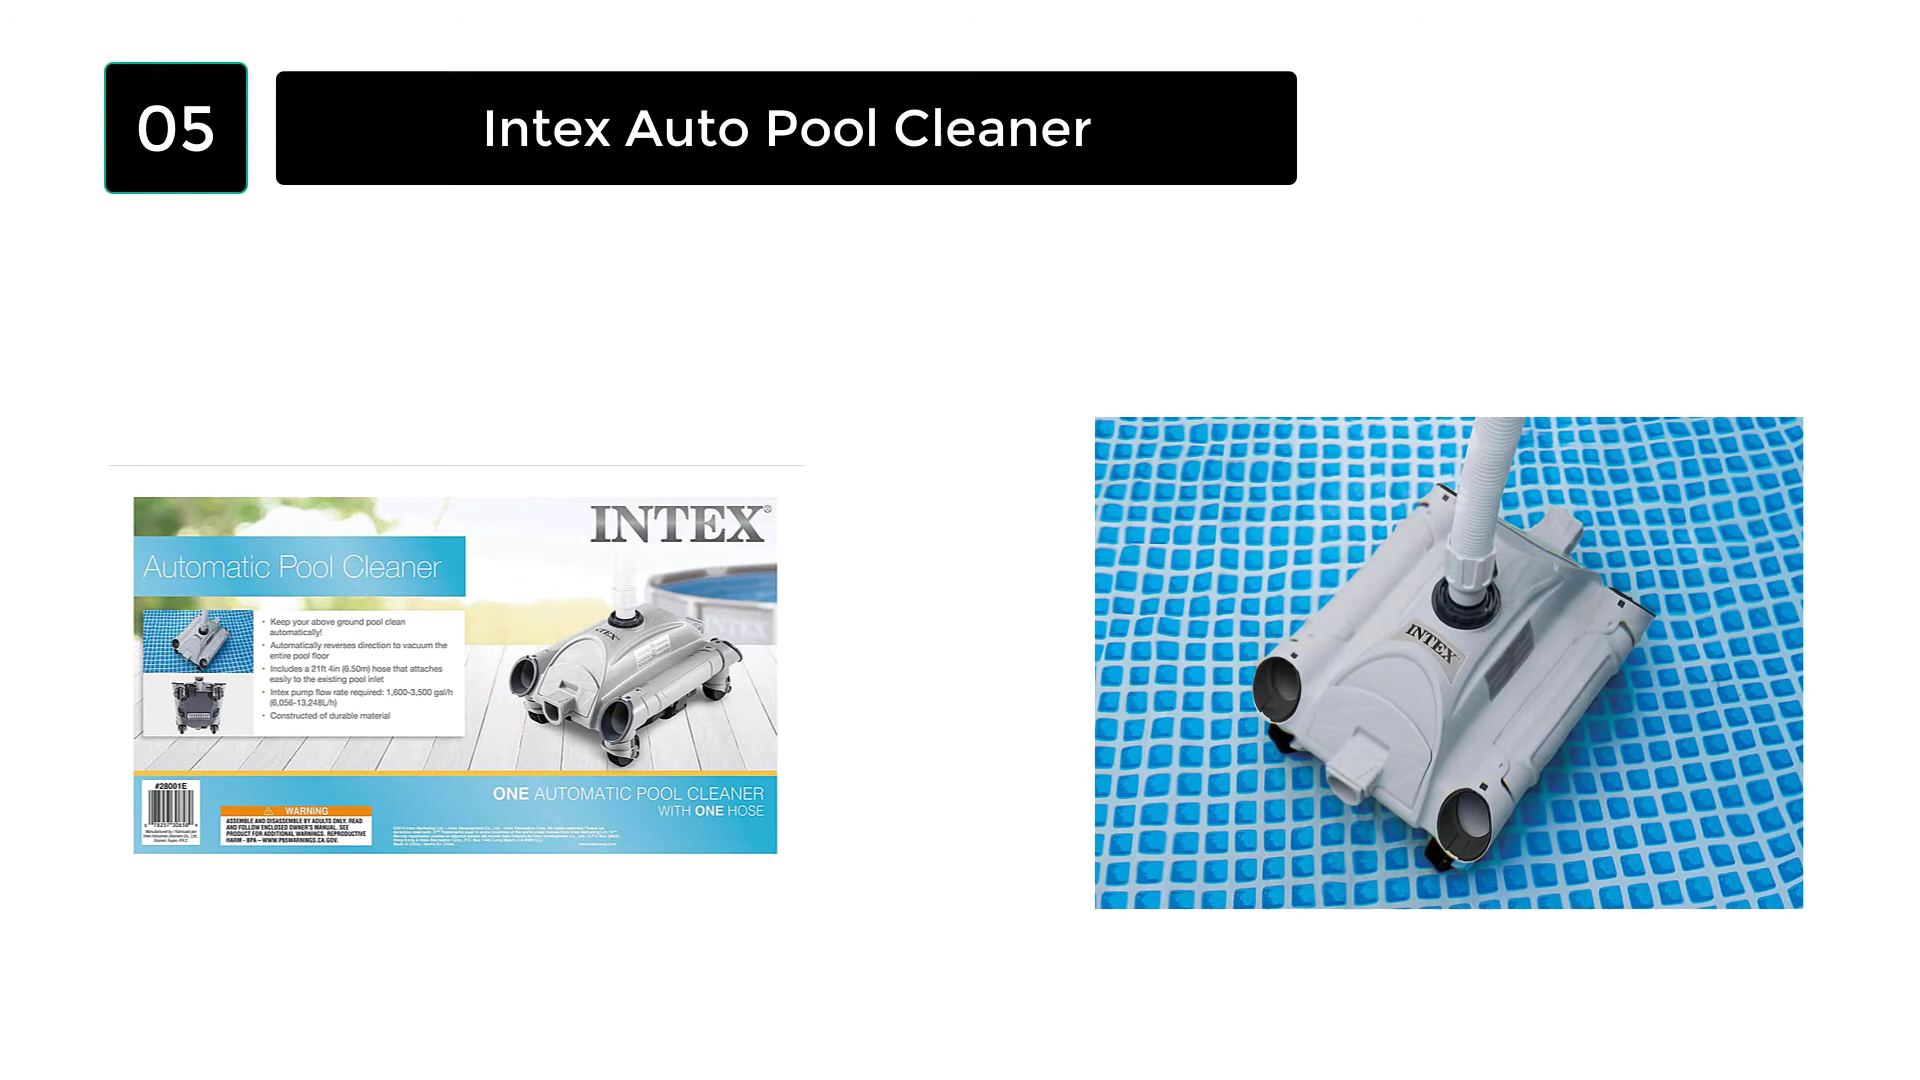 05
Intex Auto Pool Cleaner
INTEX®
Automatic Pool Cleaner
• Keep your above ground pool clean
automatically!
• Automatically reverses direction to vacuum the
entire pool floor
• Includes a 21ft 4in (6.50m) hose that attaches
easily to the existing pool inlet
• Intex pump flow rate required: 1,600-3,500 gal/h
(6,056-13,248L/h)
• Constructed of durable material
INTEX
#28001E
WARNING
ASSEMBLE AND DISASSEMBLE BY ADULTS ONLY. READ
AND FOLLOW ENCLOSED OWNER'S MANUAL. SEE
PRODUCT FOR ADDITIONAL WARNINGS. REPRODUCTIVE
HARM - BPA – WWW.P65WARNINGS.CA.GOV.
ONE AUTOMATIC POOL CLEANER
WITH ONE HOSE
INTEX